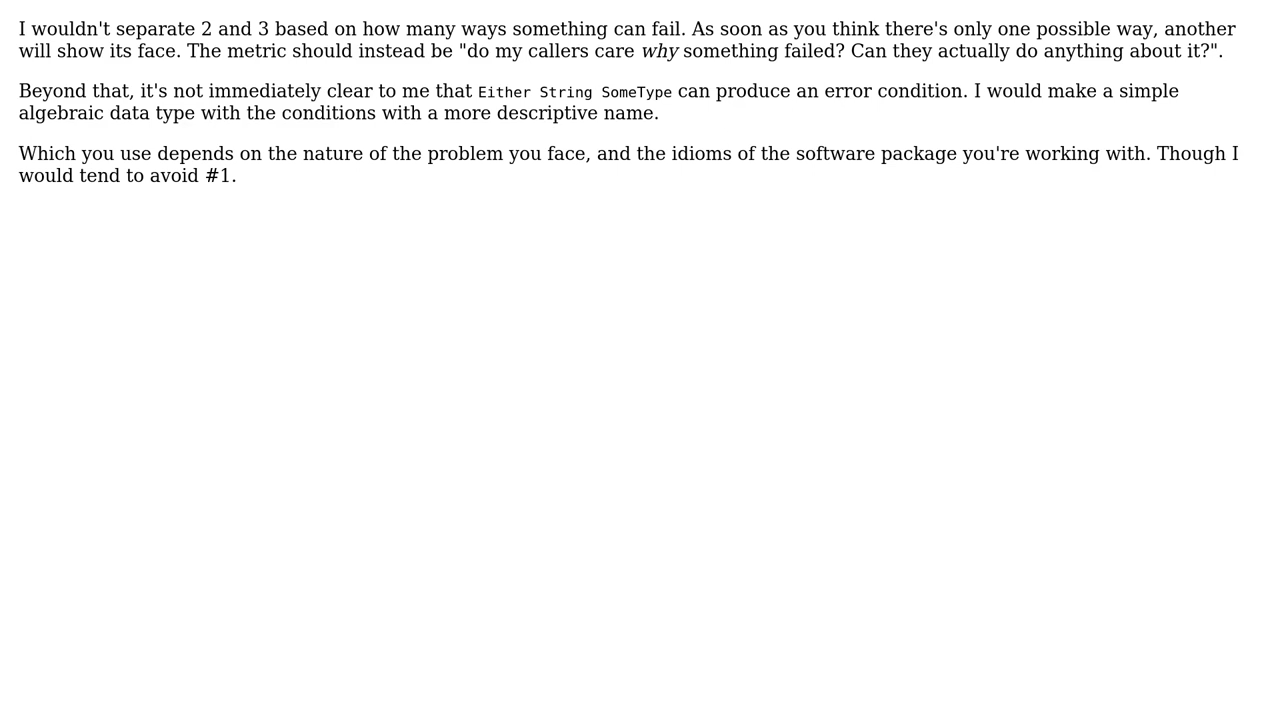 I wouldn't separate 2 and 3 based on how many ways something can fail. As soon as you think there's only one possible way, another
will show its face. The metric should instead be "do my callers care why something failed? Can they actually do anything about it?".
Beyond that, it's not immediately clear to me that Either String SomeType can produce an error condition. I would make a simple
algebraic data type with the conditions with a more descriptive name.
Which you use depends on the nature of the problem you face, and the idioms of the software package you're working with. Though I
would tend to avoid #1.